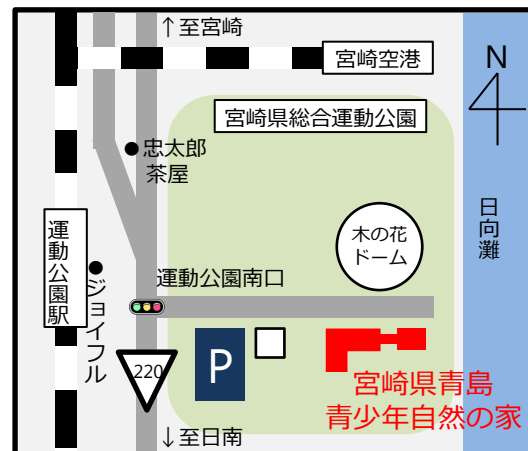 ↑至宮崎
宮崎空港
N
宮崎県総合運動公園
●忠太郎
茶屋
日向灘
木の花
ドーム
運動公園駅
●ジョイフル
運動公園南口
220
P
宮崎県青島
青少年自然の家
↓至日南